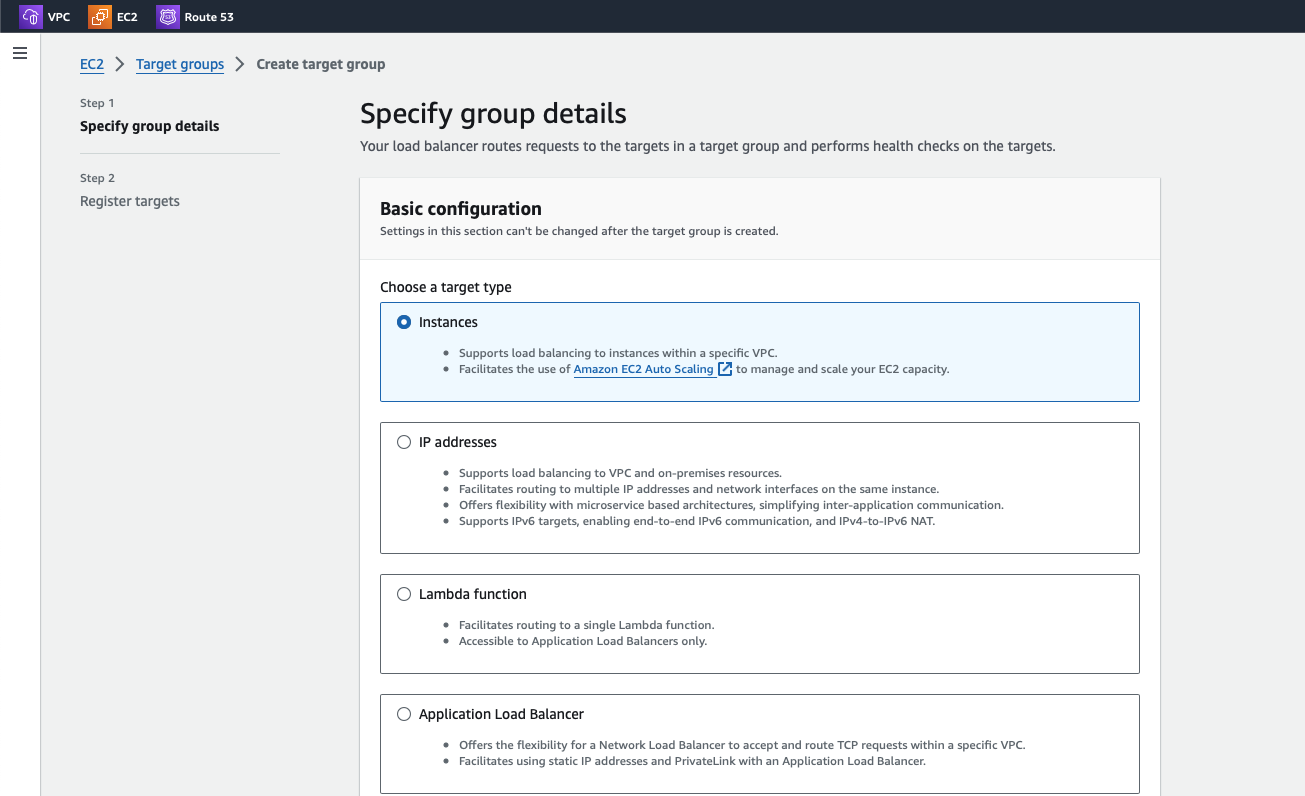 VPC EC2 Route 53
EC2 > Target groups > Create target group
Step 1
Specify group details
Step 2
Register targets
Specify group details
Your load balancer routes requests to the targets in a target group and performs health checks on the targets.
Basic configuration
Settings in this section can't be changed after the target group is created.
Choose a target type
Instances
• Supports load balancing to instances within a specific VPC.
• Facilitates the use of Amazon EC2 Auto Scaling to manage and scale your EC2 capacity.
IP addresses
• Supports load balancing to VPC and on-premises resources.
• Facilitates routing to multiple IP addresses and network interfaces on the same instance.
• Offers flexibility with microservice based architectures, simplifying inter-application communication.
• Supports IPv6 targets, enabling end-to-end IPv6 communication, and IPv4-to-IPv6 NAT.
Lambda function
• Facilitates routing to a single Lambda function.
• Accessible to Application Load Balancers only.
Application Load Balancer
• Offers the flexibility for a Network Load Balancer to accept and route TCP requests within a specific VPC.
• Facilitates using static IP addresses and PrivateLink with an Application Load Balancer.